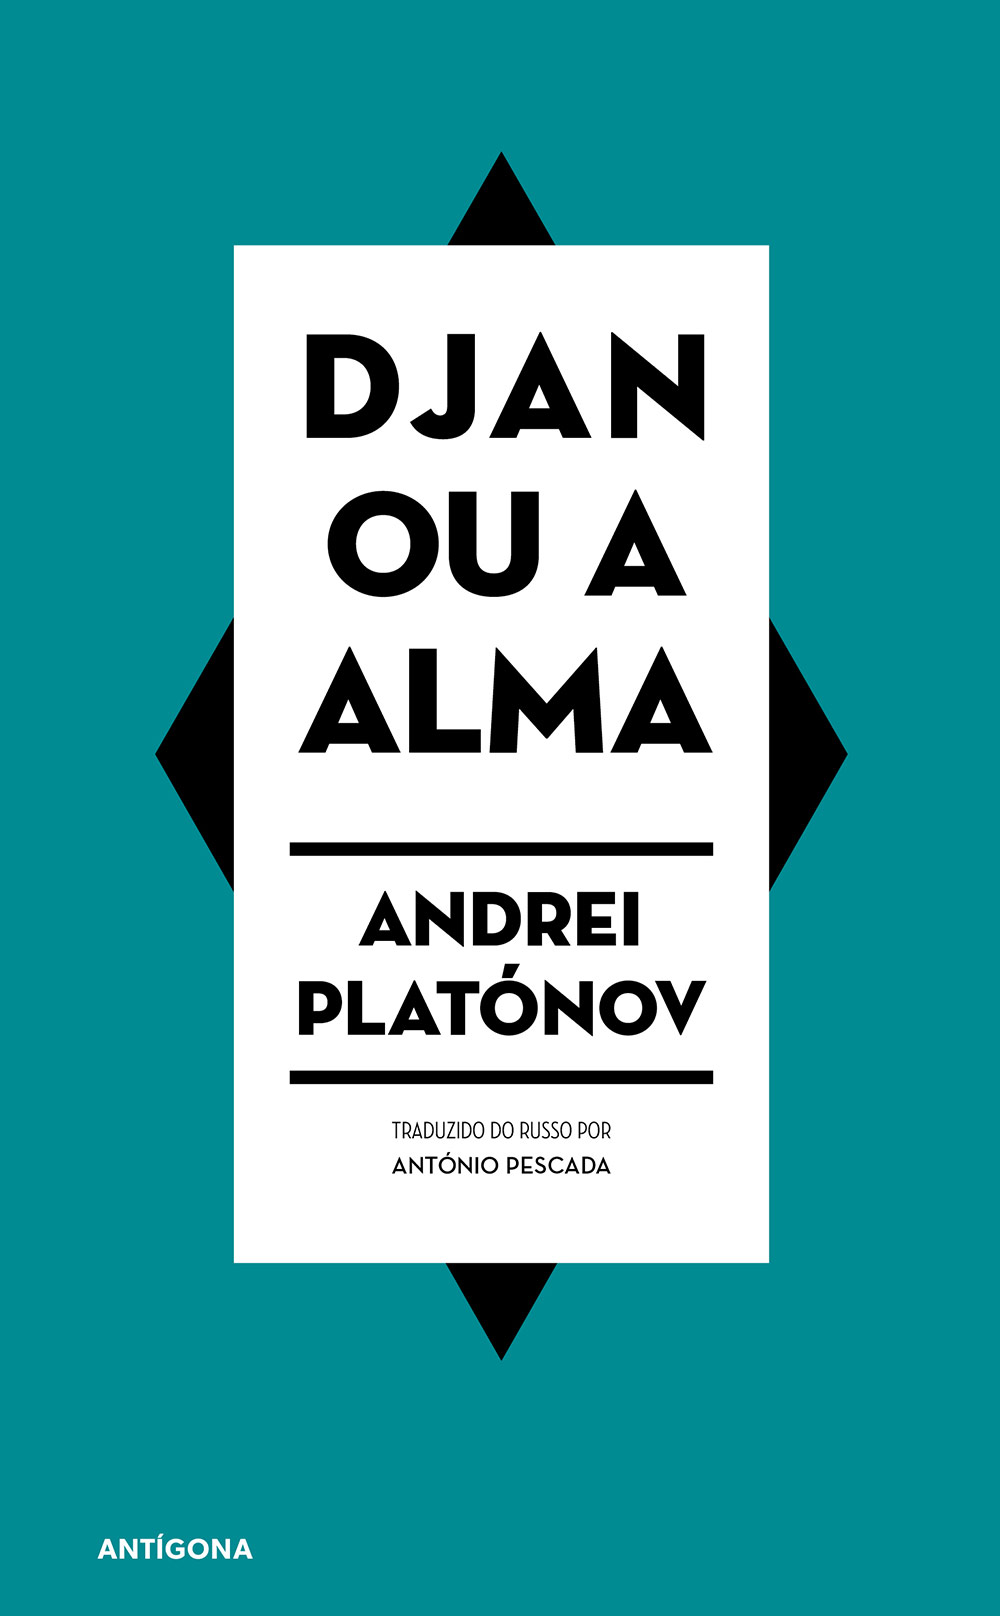 DJAN
OU A
ALMA
ANDREI
PLATÓNOV
TRADUZIDO DO RUSSO POR
ANTÓNIO PESCADA
ANTÍGONA